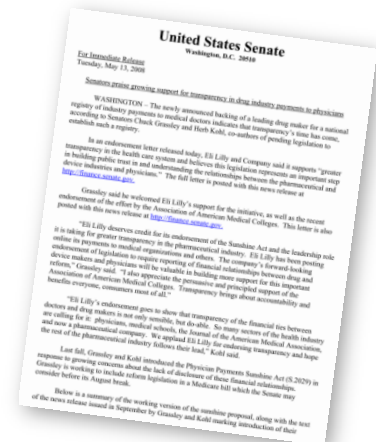 United States Senate
Washington, D.C. 20510
For Immediate Release
Tuesday, May 13, 2008
Senators praise growing support for transparency in drug industry payments to physicians
WASHINGTON – The newly announced backing of a leading drug maker for a national
registry of industry payments to medical doctors indicates that transparency's time has come,
according to Senators Chuck Grassley and Herb Kohl, co-authors of pending legislation to
establish such a registry.
In an endorsement letter released today, Eli Lilly and Company said it supports "greater
transparency in the health care system and believes this legislation represents an important step
in building public trust in and understanding the relationships between the pharmaceutical and
device industries and physicians." The full letter is posted with this news release at
http://finance.senate.gov.
Grassley said he welcomed Eli Lilly's support for the initiative, as well as the recent
endorsement of the effort by the Association of American Medical Colleges. This letter is also
posted with this news release at http://finance.senate.gov.
"Eli Lilly deserves credit for its endorsement of the Sunshine Act and the leadership role
it is taking for greater transparency in the pharmaceutical industry. Eli Lilly has been posting
online its payments to medical organizations and others. The company's forward-looking
endorsement of legislation to require reporting of financial relationships between drug and
device makers and physicians will be valuable in building more support for this important
reform," Grassley said. "I also appreciate the persuasive and principled support of the
Association of American Medical Colleges. Transparency brings about accountability and
benefits everyone, consumers most of all."
"Eli Lilly's endorsement goes to show that transparency of the financial ties between
doctors and drug makers is not only sensible, but do-able. So many sectors of the health industry
are calling for it: physicians, medical schools, the Journal of the American Medical Association,
and now a pharmaceutical company. We applaud Eli Lilly for endorsing transparency and hope
the rest of the pharmaceutical industry follows their lead," Kohl said.
Last fall, Grassley and Kohl introduced the Physician Payments Sunshine Act (S.2029) in
response to growing concerns about the lack of disclosure of these financial relationships.
Grassley is working to include reform legislation in a Medicare bill which the Senate may
consider before its August break.
Below is a summary of the working version of the sunshine proposal, along with the text
of the news release issued in September by Grassley and Kohl marking introduction of their